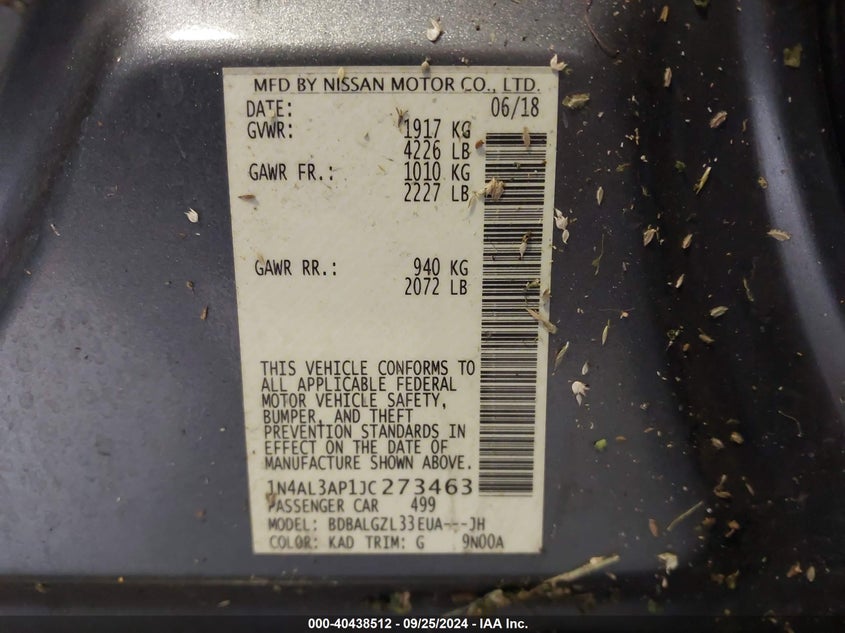 MFD BY NISSAN MOTOR CO., LTD.
DATE: 06/18
GVWR: 1917 KG
4226 LB
GAWR FR.: 1010 KG
2227 LB
GAWR RR.: 940 KG
2072 LB
THIS VEHICLE CONFORMS TO
ALL APPLICABLE FEDERAL
MOTOR VEHICLE SAFETY,
BUMPER, AND THEFT
PREVENTION STANDARDS IN
EFFECT ON THE DATE OF
MANUFACTURE SHOWN ABOVE.
1N4AL3AP1JC273463
PASSENGER CAR 499
MODEL: BDBALGZL33EUA---JH
COLOR: KAD TRIM: G 9N00A
000-40438512 - 09/25/2024 - IAA Inc.